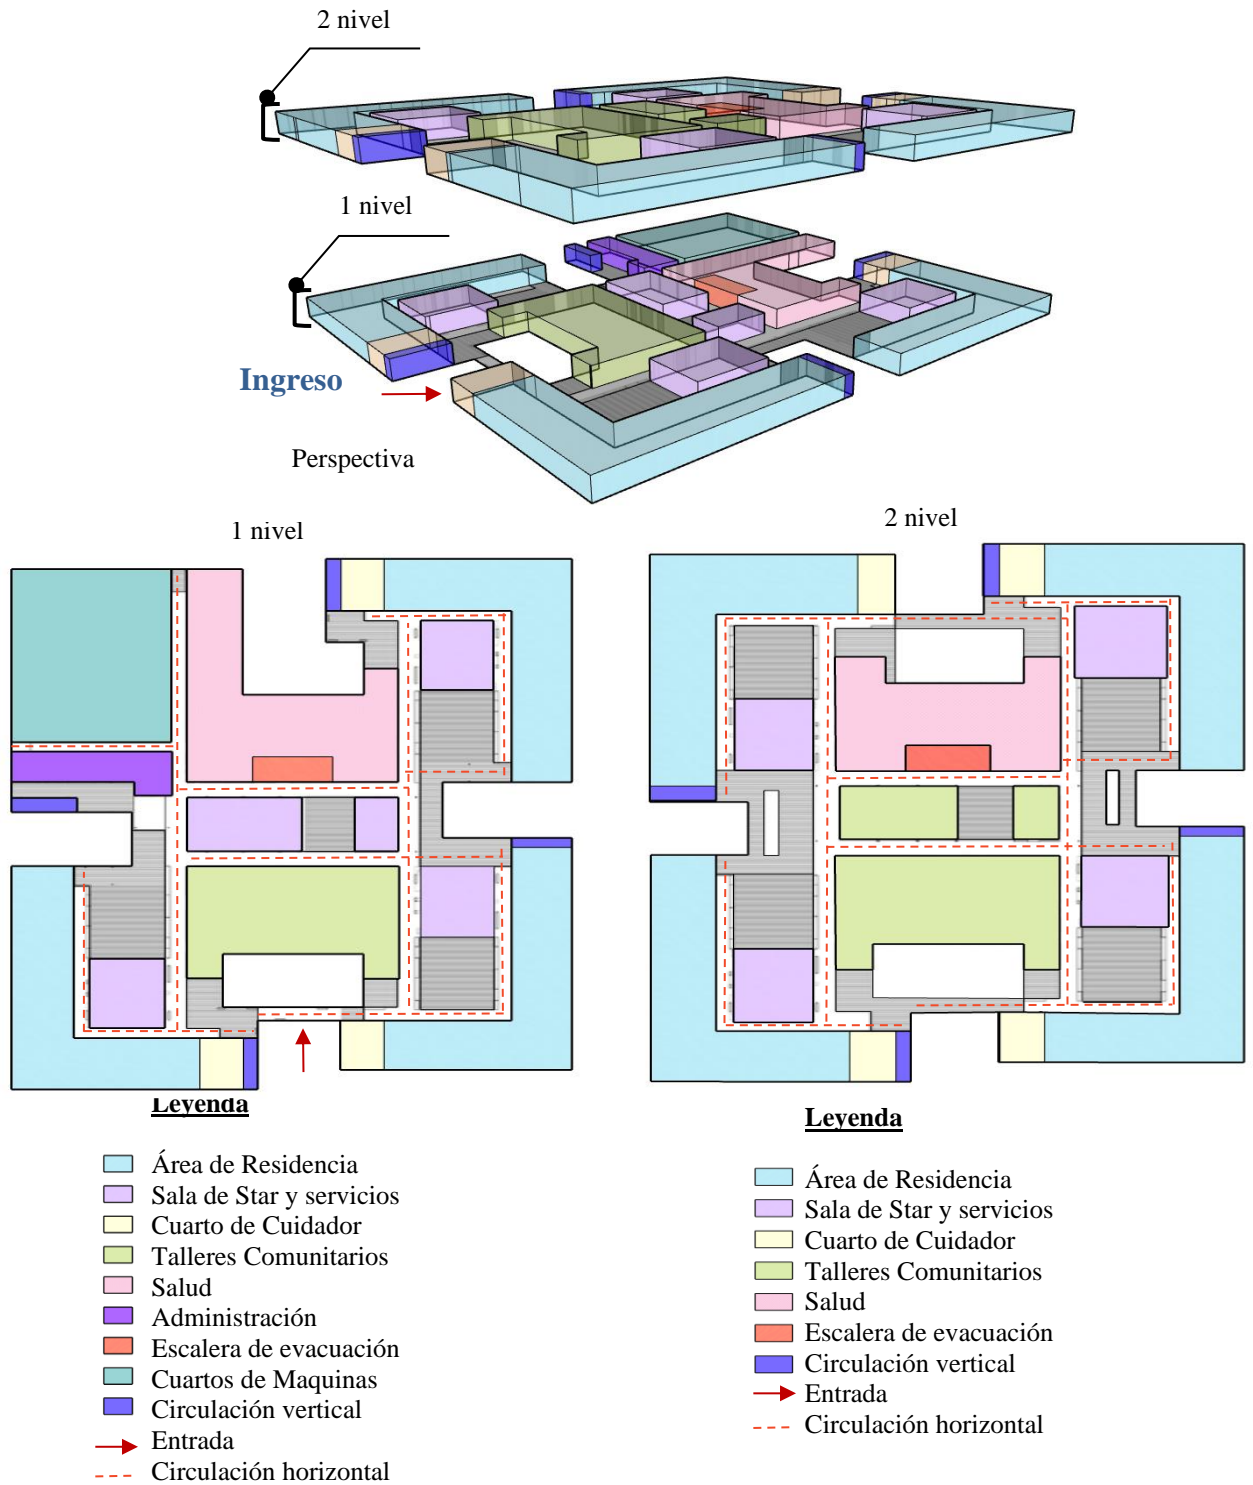 2 nivel
1 nivel
Ingreso
Perspectiva
1 nivel
2 nivel
Leyenda
Área de Residencia
Sala de Star y servicios
Cuarto de Cuidador
Talleres Comunitarios
Salud
Administración
Escalera de evacuación
Cuartos de Maquinas
Circulación vertical
Entrada
Circulación horizontal
Leyenda
Área de Residencia
Sala de Star y servicios
Cuarto de Cuidador
Talleres Comunitarios
Salud
Escalera de evacuación
Circulación vertical
Entrada
Circulación horizontal